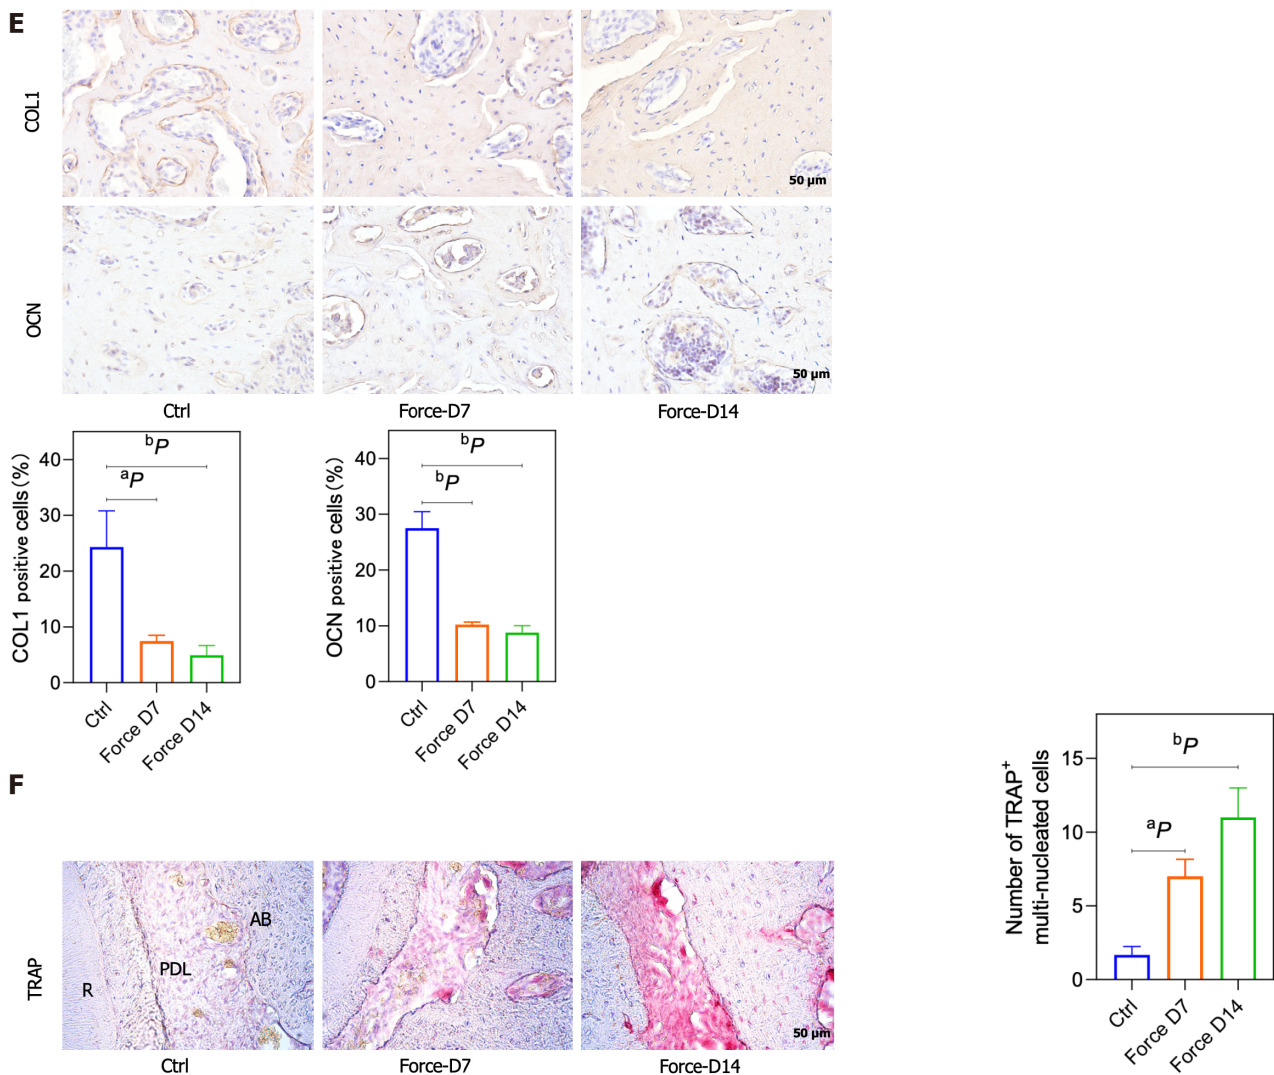 E
COL1
50 μm
OCN
50 μm
Ctrl Force-D7 Force-D14
COL1 positive cells (%)
40
30
20
10
0
bP
aP
Ctrl
Force D7
Force D14
OCN positive cells (%)
40
30
20
10
0
bP
bP
Ctrl
Force D7
Force D14
F
TRAP
R
PDL
AB
50 μm
Ctrl Force-D7 Force-D14
Number of TRAP+
multi-nucleated cells
15
10
5
0
bP
aP
Ctrl
Force D7
Force D14